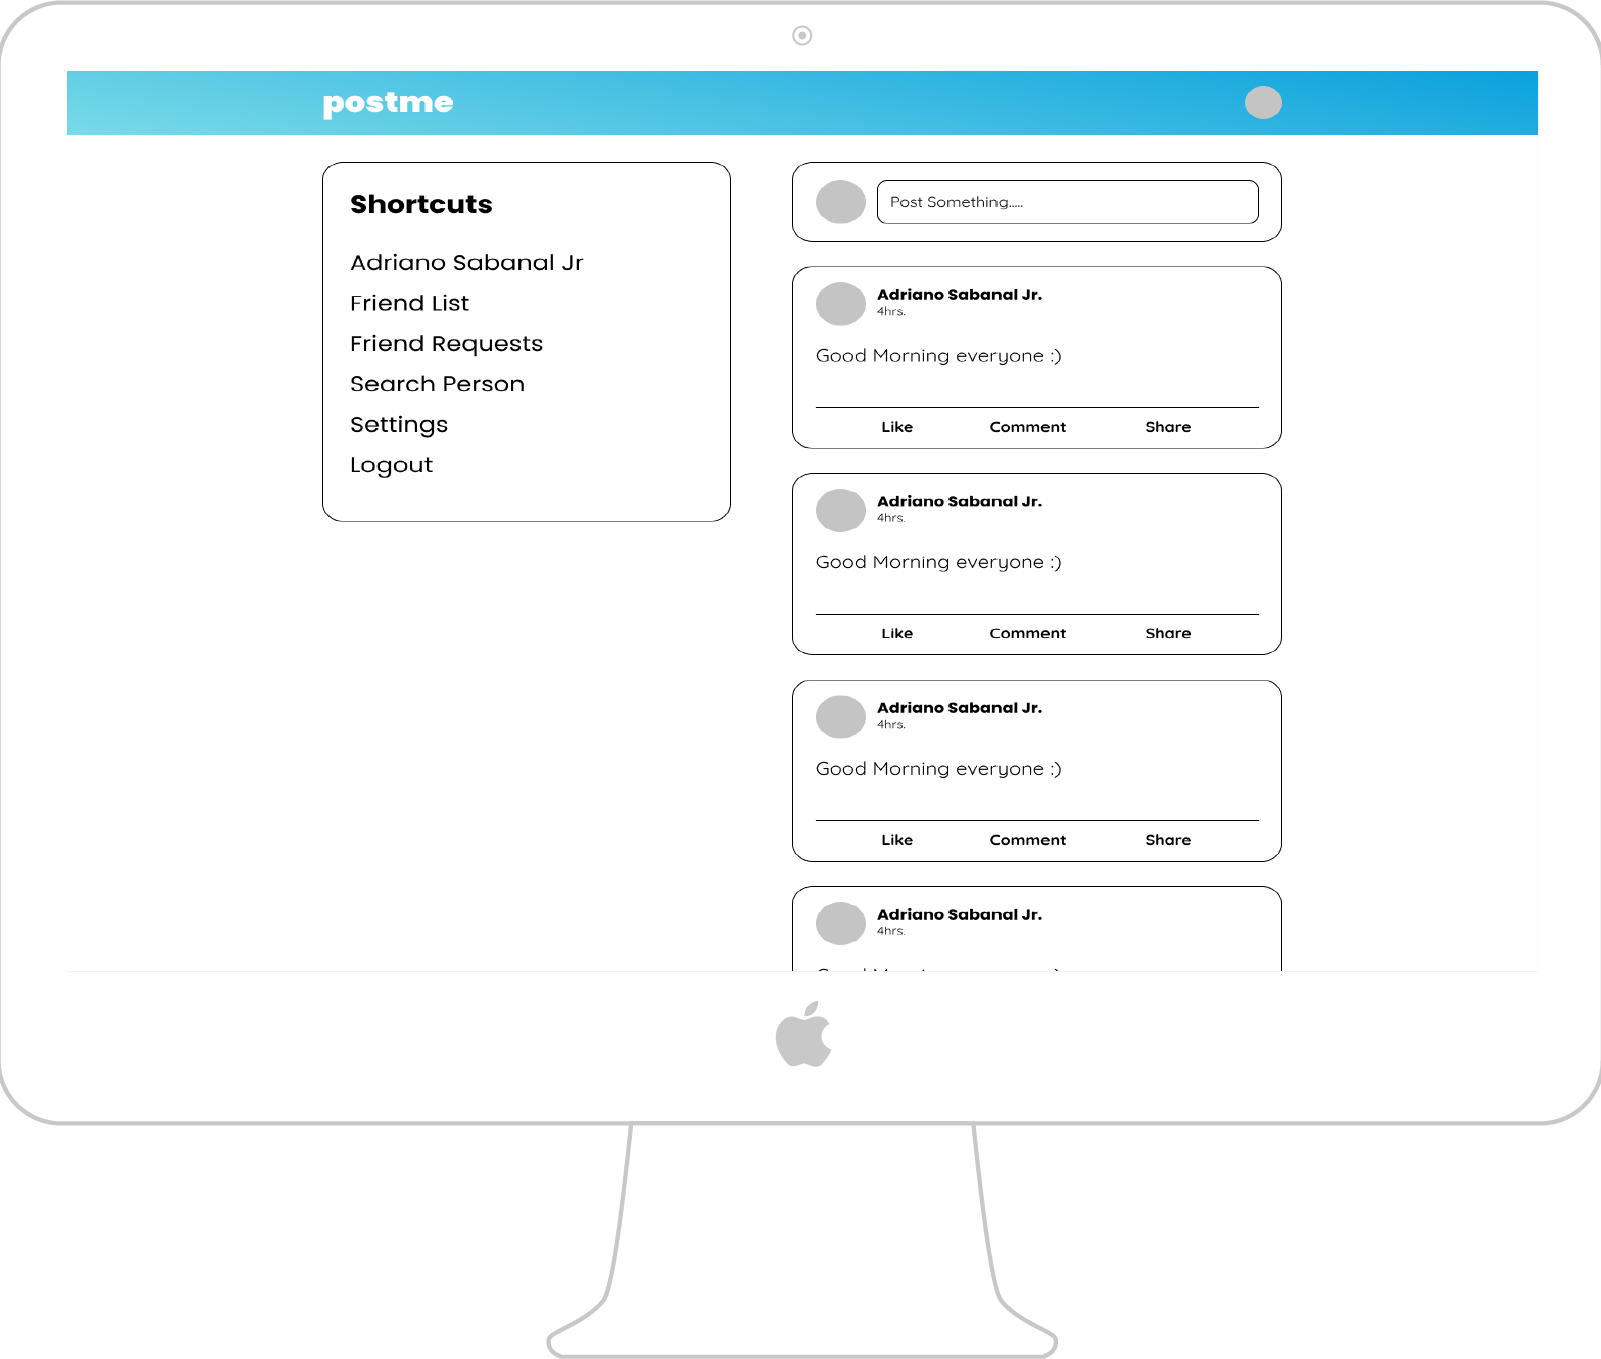 postme
Shortcuts
Adriano Sabanal Jr
Friend List
Friend Requests
Search Person
Settings
Logout
Post Something.....
Adriano Sabanal Jr.
4hrs.
Good Morning everyone :)
Like Comment Share
Adriano Sabanal Jr.
4hrs.
Good Morning everyone :)
Like Comment Share
Adriano Sabanal Jr.
4hrs.
Good Morning everyone :)
Like Comment Share
Adriano Sabanal Jr.
4hrs.